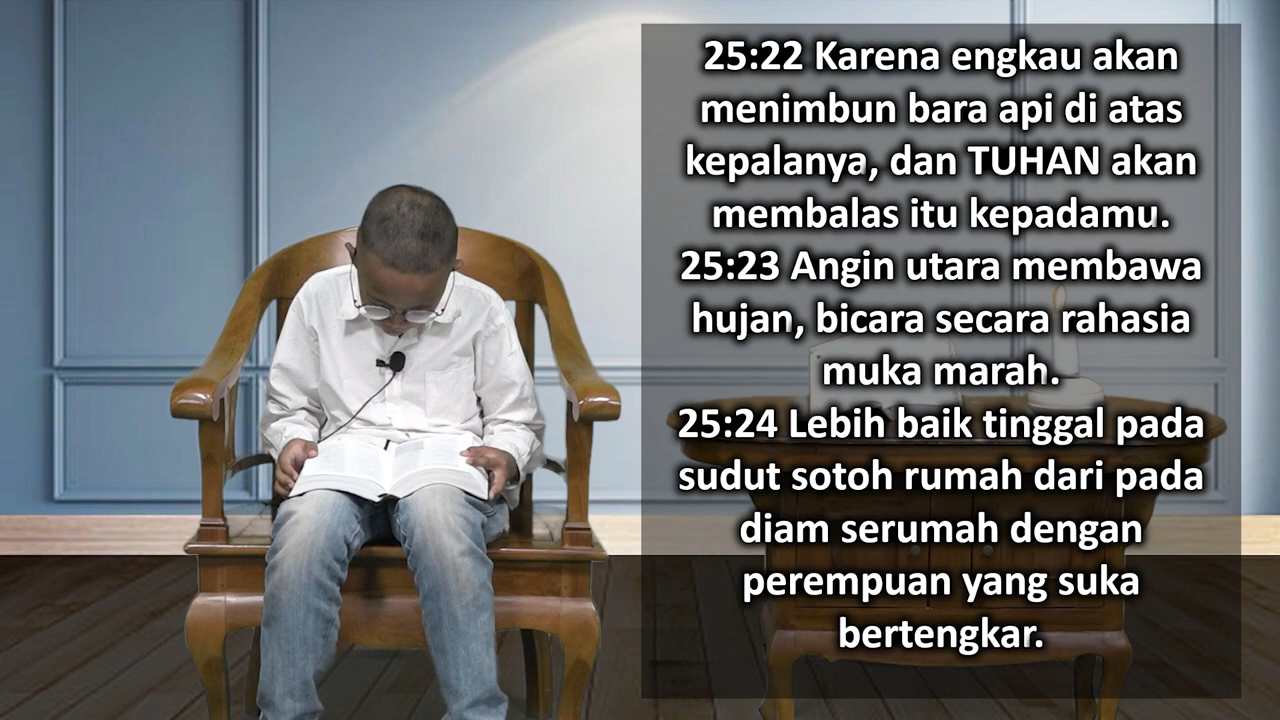 25:22 Karena engkau akan
menimbun bara api di atas
kepalanya, dan TUHAN akan
membalas itu kepadamu.
25:23 Angin utara membawa
hujan, bicara secara rahasia
muka marah.
25:24 Lebih baik tinggal pada
sudut sotoh rumah dari pada
diam serumah dengan
perempuan yang suka
bertengkar.